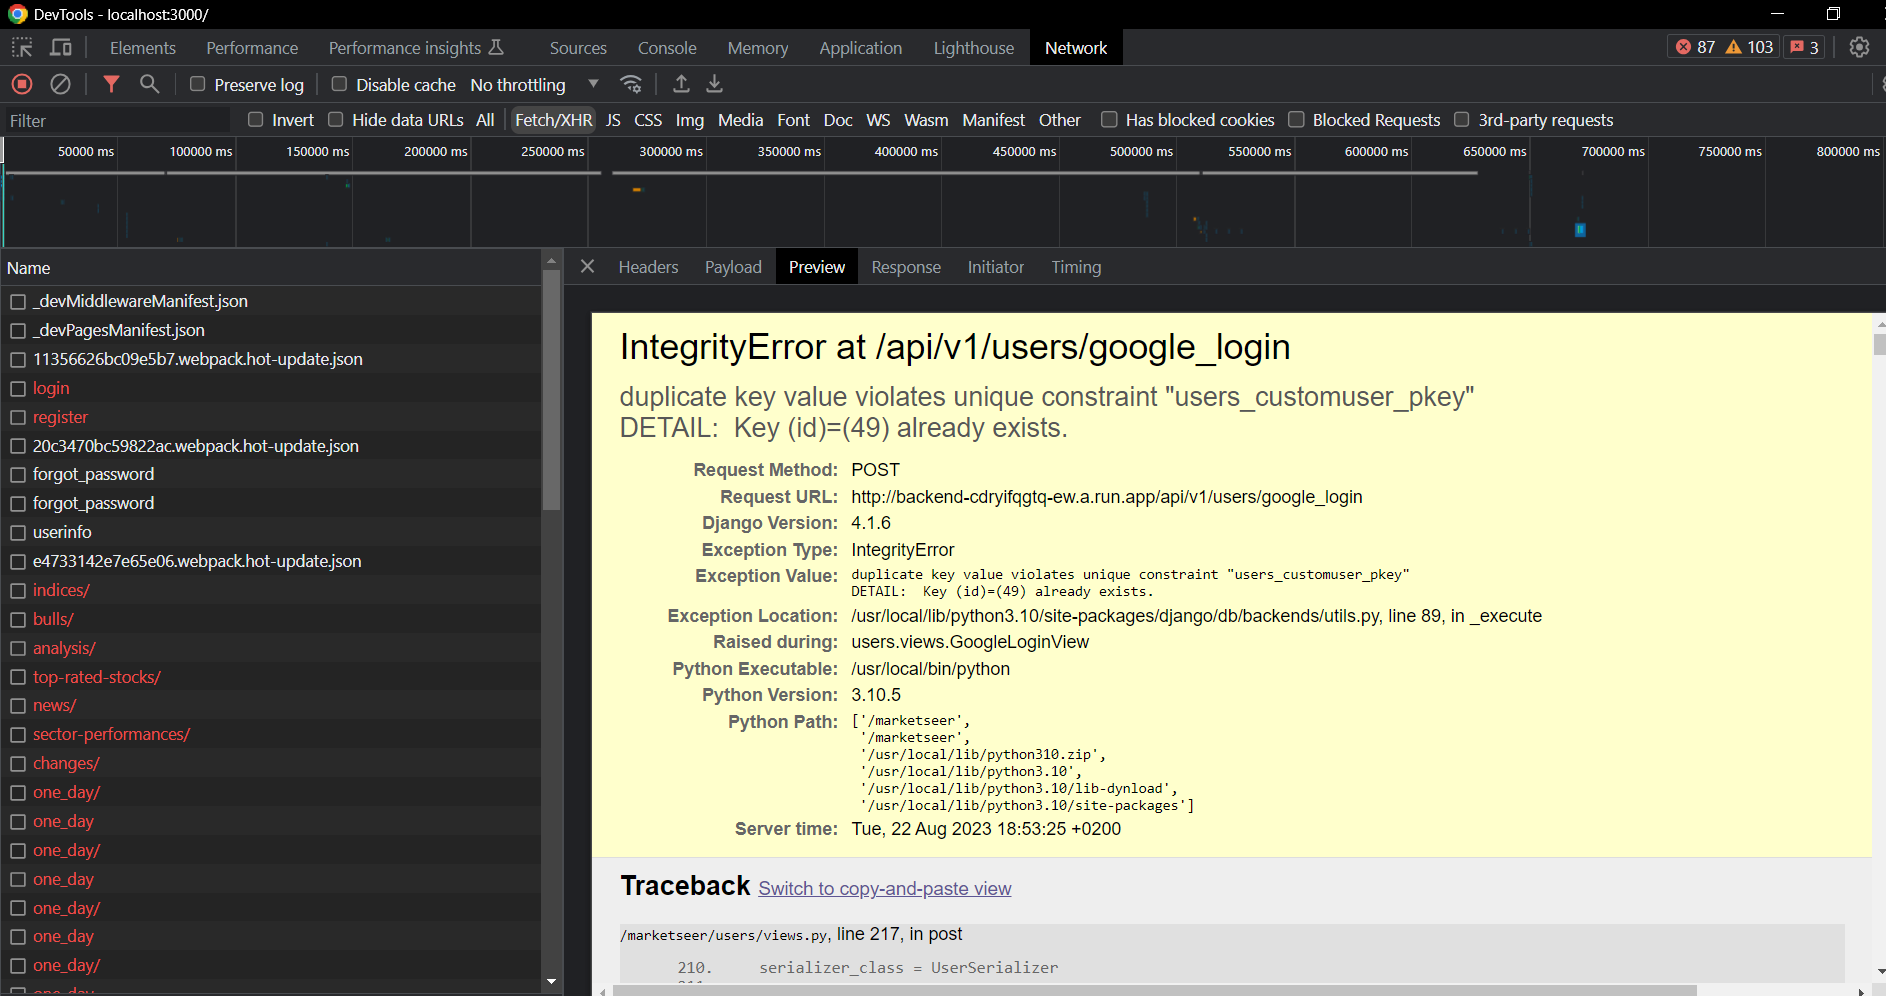 DevTools - localhost:3000/
Elements Performance Performance insights Sources Console Memory Application Lighthouse Network 87 103 3
Preserve log Disable cache No throttling
Filter Invert Hide data URLs All Fetch/XHR JS CSS Img Media Font Doc WS Wasm Manifest Other Has blocked cookies Blocked Requests 3rd-party requests
50000 ms 100000 ms 150000 ms 200000 ms 250000 ms 300000 ms 350000 ms 400000 ms 450000 ms 500000 ms 550000 ms 600000 ms 650000 ms 700000 ms 750000 ms 800000 ms
Name
_devMiddlewareManifest.json
_devPagesManifest.json
11356626bc09e5b7.webpack.hot-update.json
login
register
20c3470bc59822ac.webpack.hot-update.json
forgot_password
forgot_password
userinfo
e4733142e7e65e06.webpack.hot-update.json
indices/
bulls/
analysis/
top-rated-stocks/
news/
sector-performances/
changes/
one_day/
one_day
one_day/
one_day
one_day/
one_day
one_day/
one_day
Headers Payload Preview Response Initiator Timing
IntegrityError at /api/v1/users/google_login
duplicate key value violates unique constraint "users_customuser_pkey"
DETAIL: Key (id)=(49) already exists.
Request Method: POST
Request URL: http://backend-cdryifqgtq-ew.a.run.app/api/v1/users/google_login
Django Version: 4.1.6
Exception Type: IntegrityError
Exception Value: duplicate key value violates unique constraint "users_customuser_pkey"
DETAIL: Key (id)=(49) already exists.
Exception Location: /usr/local/lib/python3.10/site-packages/django/db/backends/utils.py, line 89, in _execute
Raised during: users.views.GoogleLoginView
Python Executable: /usr/local/bin/python
Python Version: 3.10.5
Python Path: ['/marketseer',
'/marketseer',
'/usr/local/lib/python310.zip',
'/usr/local/lib/python3.10',
'/usr/local/lib/python3.10/lib-dynload',
'/usr/local/lib/python3.10/site-packages']
Server time: Tue, 22 Aug 2023 18:53:25 +0200
Traceback Switch to copy-and-paste view
/marketseer/users/views.py, line 217, in post
210. serializer_class = UserSerializer